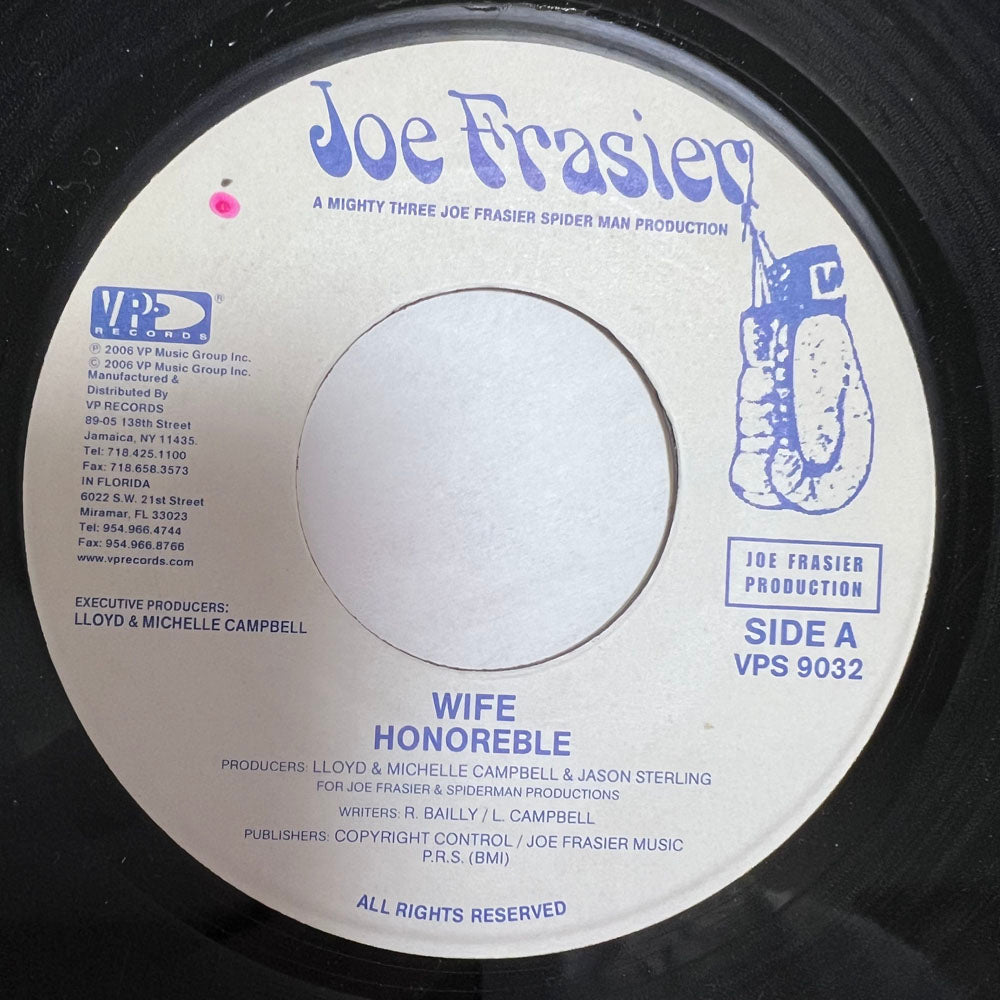 Joe Frasier
A MIGHTY THREE JOE FRASIER SPIDER MAN PRODUCTION
V
VP
RECORDS
®
℗ 2006 VP Music Group Inc.
© 2006 VP Music Group Inc.
Manufactured &
Distributed By
VP RECORDS
89-05 138th Street
Jamaica, NY 11435.
Tel: 718.425.1100
Fax: 718.658.3573
IN FLORIDA
6022 S.W. 21st Street
Miramar, FL 33023
Tel: 954.966.4744
Fax: 954.966.8766
www.vprecords.com
EXECUTIVE PRODUCERS:
LLOYD & MICHELLE CAMPBELL
JOE FRASIER
PRODUCTION
SIDE A
VPS 9032
WIFE
HONOREBLE
PRODUCERS: LLOYD & MICHELLE CAMPBELL & JASON STERLING
FOR JOE FRASIER & SPIDERMAN PRODUCTIONS
WRITERS: R. BAILLY / L. CAMPBELL
PUBLISHERS: COPYRIGHT CONTROL / JOE FRASIER MUSIC
P.R.S. (BMI)
ALL RIGHTS RESERVED